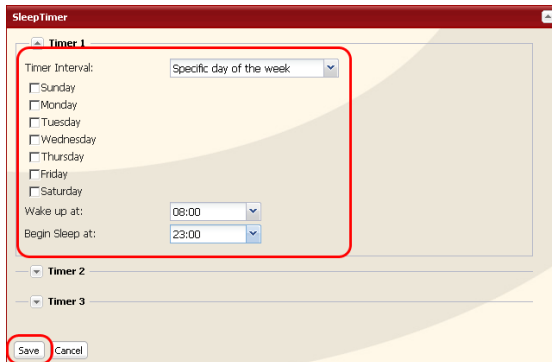 SleepTimer
Timer 1
Timer Interval: Specific day of the week
Sunday
Monday
Tuesday
Wednesday
Thursday
Friday
Saturday
Wake up at: 08:00
Begin Sleep at: 23:00
Timer 2
Timer 3
Save Cancel